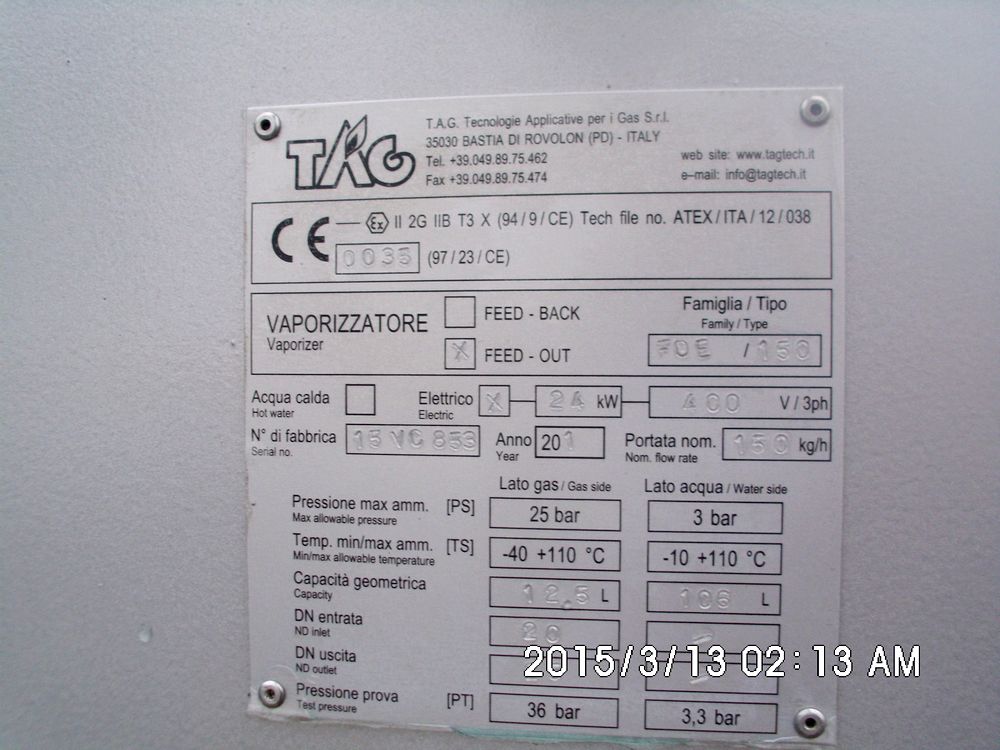 TAG
T.A.G. Tecnologie Applicative per i Gas S.r.l.
35030 BASTIA DI ROVOLON (PD) - ITALY
Tel. +39.049.89.75.462
Fax +39.049.89.75.474
web site: www.tagtech.it
e-mail: info@tagtech.it
CE Ex II 2G IIB T3 X (94/9/CE) Tech file no. ATEX/ITA/12/038
0035 (97/23/CE)
VAPORIZZATORE
Vaporizer
FEED - BACK
X FEED - OUT
Famiglia / Tipo
Family / Type
FOE / 150
Acqua calda
Hot water
Elettrico X 24 kW 400 V / 3ph
Electric
N° di fabbrica 15 VG 853
Serial no.
Anno 201
Year
Portata nom. 150 kg/h
Nom. flow rate
Lato gas / Gas side Lato acqua / Water side
Pressione max amm. [PS] 25 bar 3 bar
Max allowable pressure
Temp. min/max amm. [TS] -40 +110 °C -10 +110 °C
Min/max allowable temperature
Capacità geometrica 12.5 L 106 L
Capacity
DN entrata 20
ND inlet
DN uscita
ND outlet
2015/3/13 02:13 AM
Pressione prova [PT] 36 bar 3,3 bar
Test pressure